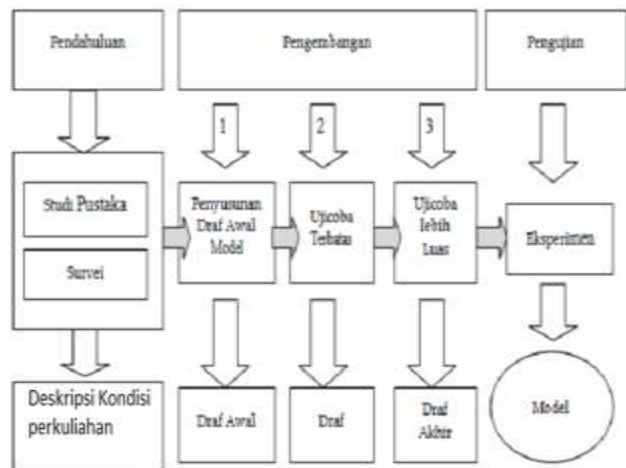 Pendahuluan
Pengembangan
Pengujian
1
2
3
Studi Pustaka
Survei
Penyusunan
Draf Awal
Model
Ujicoba
Terbatas
Ujicoba
lebih
Luas
Eksperimen
Deskripsi Kondisi
perkuliahan
Draf Awal
Draf
Draf
Akhir
Model